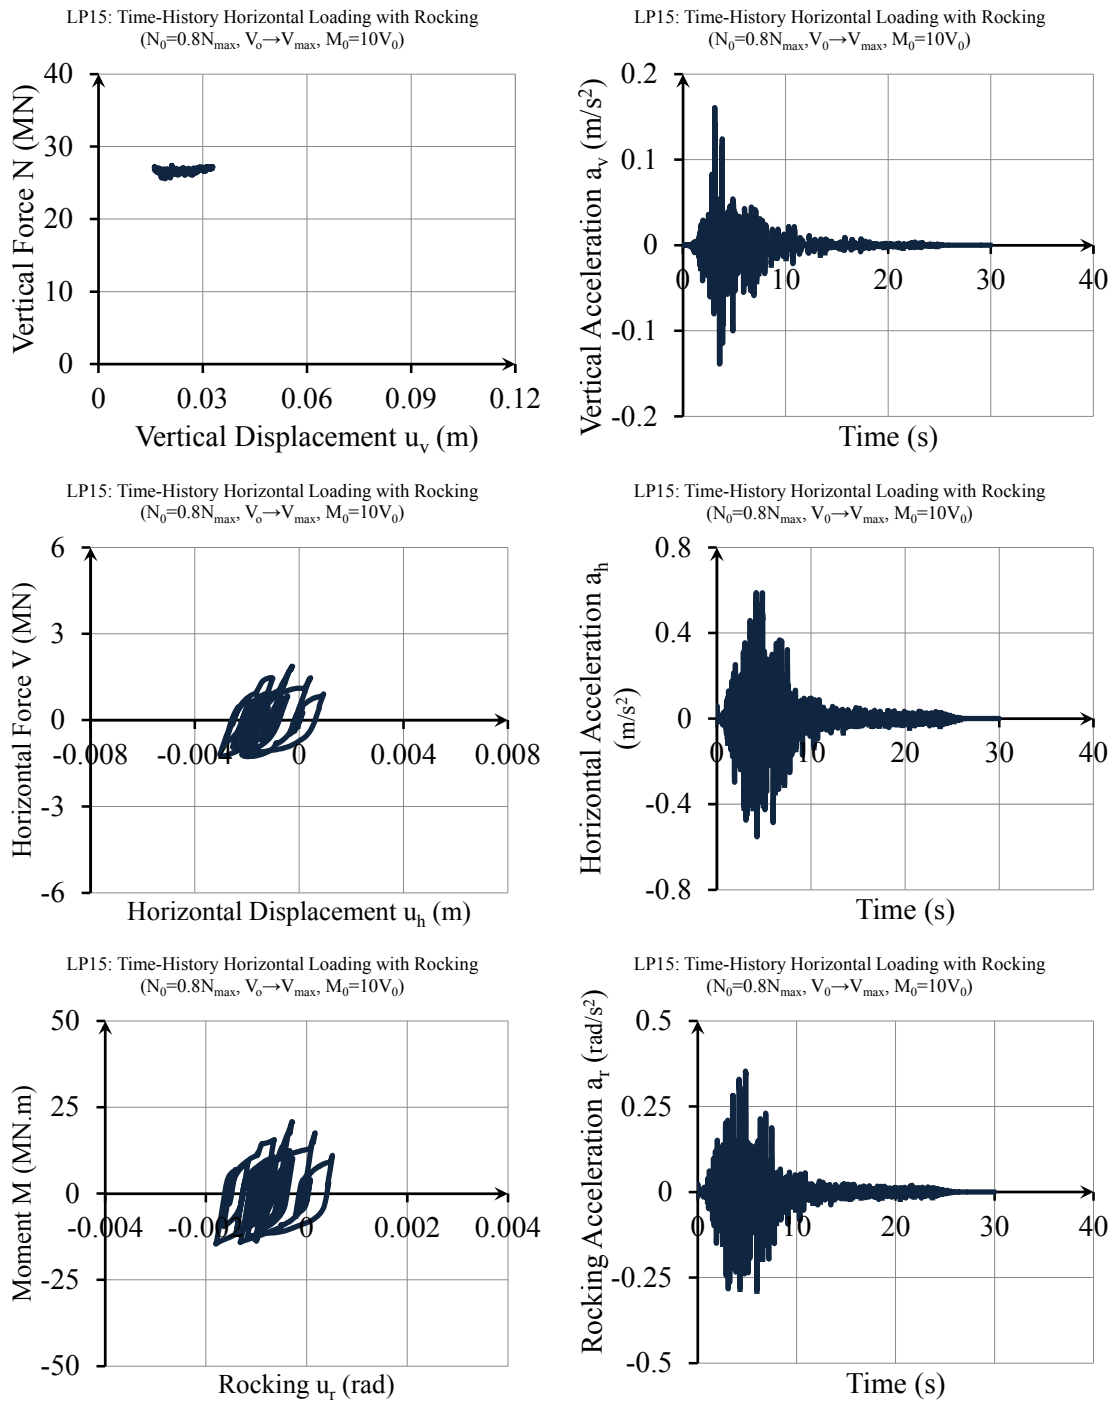 LP15: Time-History Horizontal Loading with Rocking
(N₀=0.8Nₘₐₓ, Vₒ→Vₘₐₓ, M₀=10V₀)
Vertical Force N (MN)
40
30
20
10
0
0 0.03 0.06 0.09 0.12
Vertical Displacement uᵥ (m)
LP15: Time-History Horizontal Loading with Rocking
(N₀=0.8Nₘₐₓ, V₀→Vₘₐₓ, M₀=10V₀)
Vertical Acceleration aᵥ (m/s²)
0.2
0.1
0
-0.1
-0.2
0 10 20 30 40
Time (s)
LP15: Time-History Horizontal Loading with Rocking
(N₀=0.8Nₘₐₓ, Vₒ→Vₘₐₓ, M₀=10V₀)
Horizontal Force V (MN)
6
3
0
-3
-6
-0.008 -0.004 0 0.004 0.008
Horizontal Displacement uₕ (m)
LP15: Time-History Horizontal Loading with Rocking
(N₀=0.8Nₘₐₓ, V₀→Vₘₐₓ, M₀=10V₀)
Horizontal Acceleration aₕ
(m/s²)
0.8
0.4
0
-0.4
-0.8
0 10 20 30 40
Time (s)
LP15: Time-History Horizontal Loading with Rocking
(N₀=0.8Nₘₐₓ, Vₒ→Vₘₐₓ, M₀=10V₀)
Moment M (MN.m)
50
25
0
-25
-50
-0.004 -0.002 0 0.002 0.004
Rocking uᵣ (rad)
LP15: Time-History Horizontal Loading with Rocking
(N₀=0.8Nₘₐₓ, V₀→Vₘₐₓ, M₀=10V₀)
Rocking Acceleration aᵣ (rad/s²)
0.5
0.25
0
-0.25
-0.5
0 10 20 30 40
Time (s)